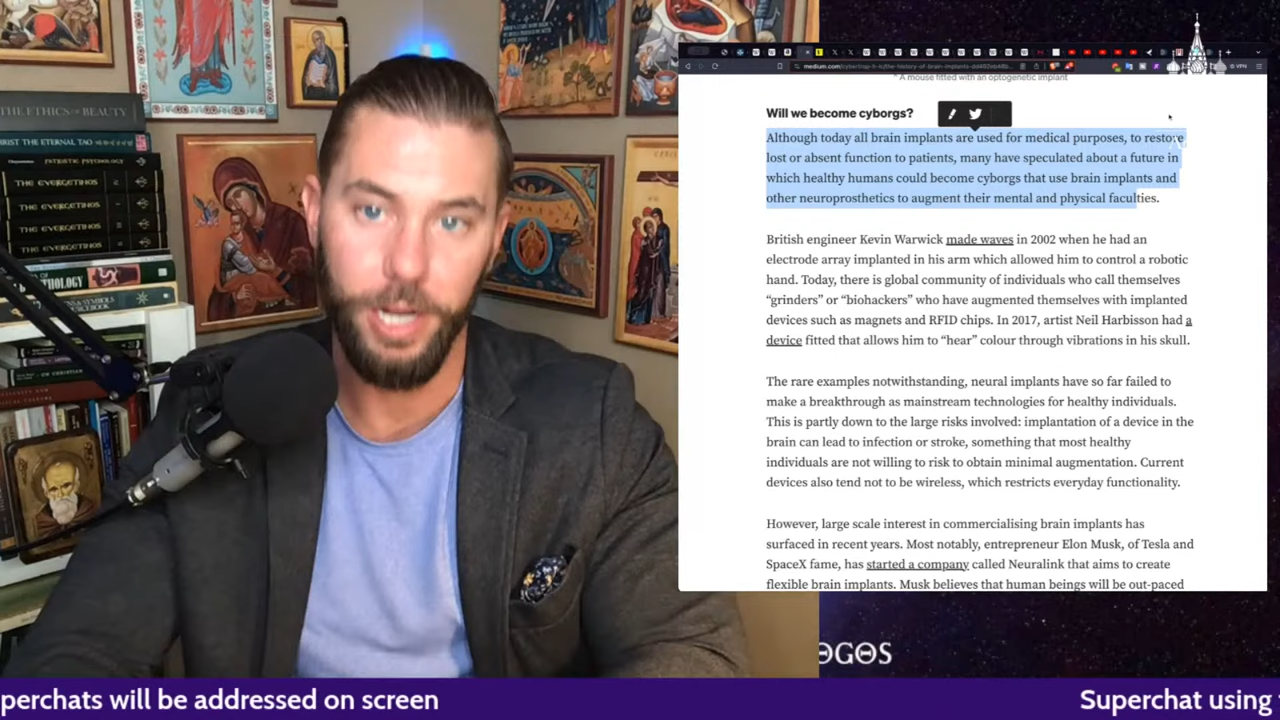 THE ETHICS OF BEAUTY
CHRIST THE ETERNAL TAO
PATRISTIC PSYCHOLOGY
THE EVERGETINOS
THE EVERGETINOS
THE EVERGETINOS
THE EVERGETINOS
SYMBOLS
SOURCEBOOK
ON CHRISTIAN
VPN
* A mouse fitted with an optogenetic implant
Will we become cyborgs?
Although today all brain implants are used for medical purposes, to restore
lost or absent function to patients, many have speculated about a future in
which healthy humans could become cyborgs that use brain implants and
other neuroprosthetics to augment their mental and physical faculties.
British engineer Kevin Warwick made waves in 2002 when he had an
electrode array implanted in his arm which allowed him to control a robotic
hand. Today, there is global community of individuals who call themselves
“grinders” or “biohackers” who have augmented themselves with implanted
devices such as magnets and RFID chips. In 2017, artist Neil Harbisson had a
device fitted that allows him to “hear” colour through vibrations in his skull.
The rare examples notwithstanding, neural implants have so far failed to
make a breakthrough as mainstream technologies for healthy individuals.
This is partly down to the large risks involved: implantation of a device in the
brain can lead to infection or stroke, something that most healthy
individuals are not willing to risk to obtain minimal augmentation. Current
devices also tend not to be wireless, which restricts everyday functionality.
However, large scale interest in commercialising brain implants has
surfaced in recent years. Most notably, entrepreneur Elon Musk, of Tesla and
SpaceX fame, has started a company called Neuralink that aims to create
flexible brain implants. Musk believes that human beings will be out-paced
OGOS
perchats will be addressed on screen
Superchat using